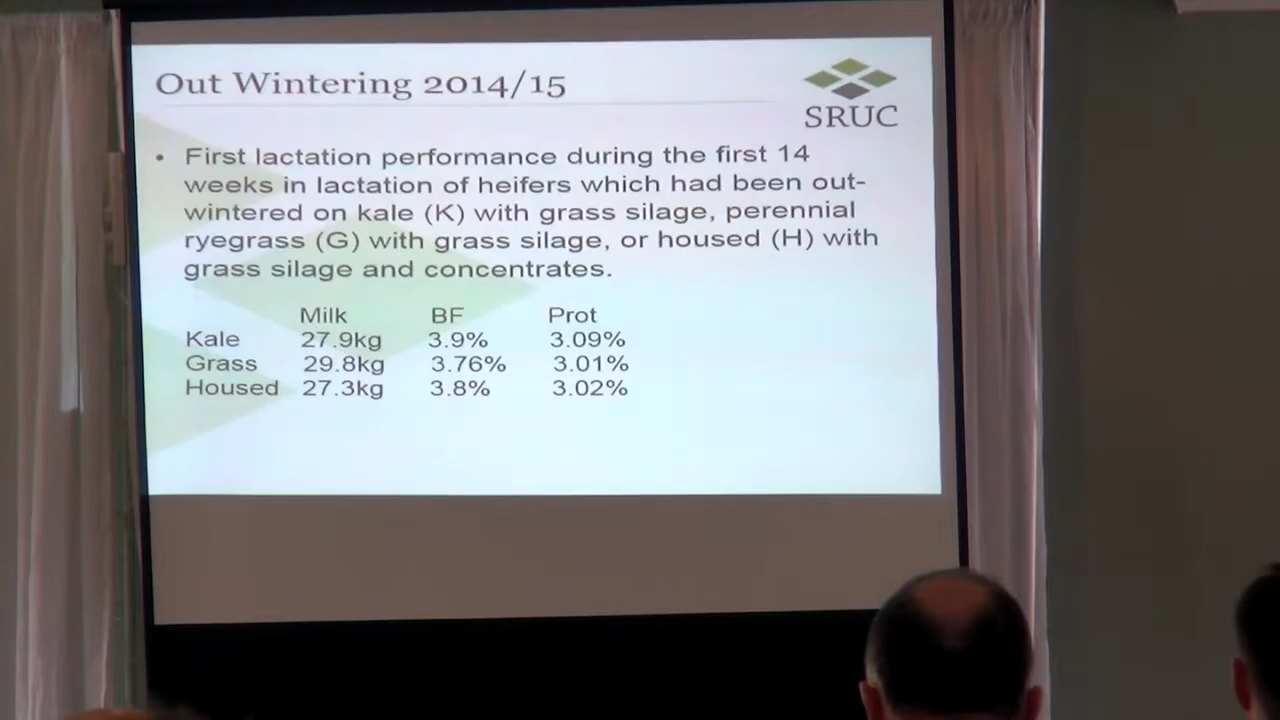 Out Wintering 2014/15
SRUC
• First lactation performance during the first 14
weeks in lactation of heifers which had been out-
wintered on kale (K) with grass silage, perennial
ryegrass (G) with grass silage, or housed (H) with
grass silage and concentrates.
Milk BF Prot
Kale 27.9kg 3.9% 3.09%
Grass 29.8kg 3.76% 3.01%
Housed 27.3kg 3.8% 3.02%